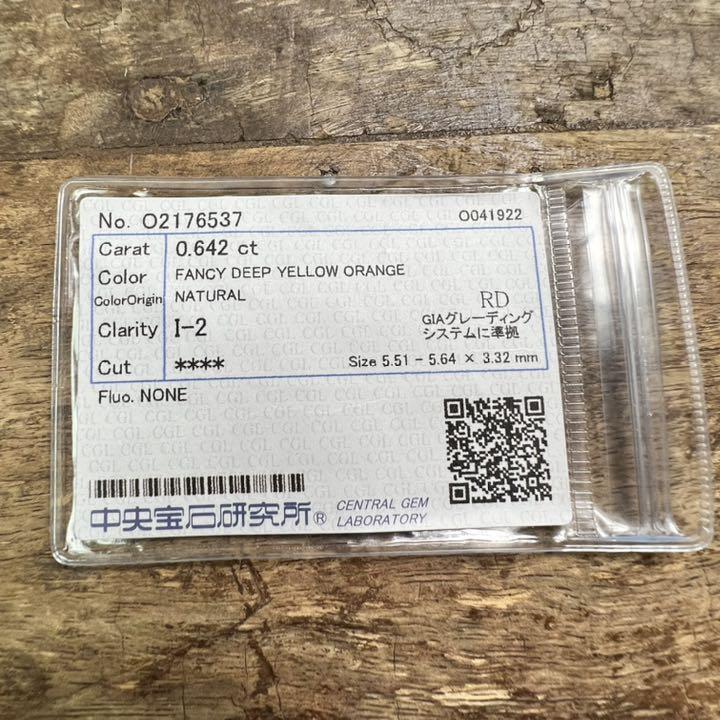 No. O2176537 O041922
Carat 0.642 ct
Color FANCY DEEP YELLOW ORANGE
ColorOrigin NATURAL
RD
Clarity I-2
GIAグレーディング
システムに準拠
Cut ****
Size 5.51 - 5.64 × 3.32 mm
Fluo. NONE
中央宝石研究所® CENTRAL GEM
LABORATORY